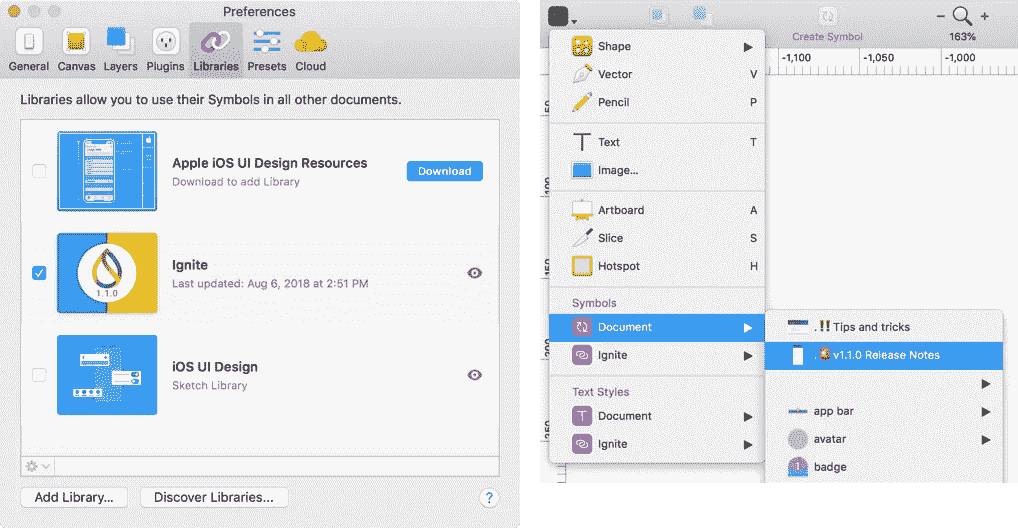 Preferences
General
Canvas
Layers
Plugins
Libraries
Presets
Cloud
Libraries allow you to use their Symbols in all other documents.
Apple iOS UI Design Resources
Download to add Library
Download
1.1.0
Ignite
Last updated: Aug 6, 2018 at 2:51 PM
iOS UI Design
Sketch Library
Add Library...
Discover Libraries...
?
Create Symbol
163%
-1,100
-1,050
-1,000
Shape
Vector V
Pencil P
Text T
Image...
Artboard A
Slice S
Hotspot H
Symbols
Document
Ignite
Text Styles
Document
Ignite
. !! Tips and tricks
. v1.1.0 Release Notes
app bar
avatar
badge